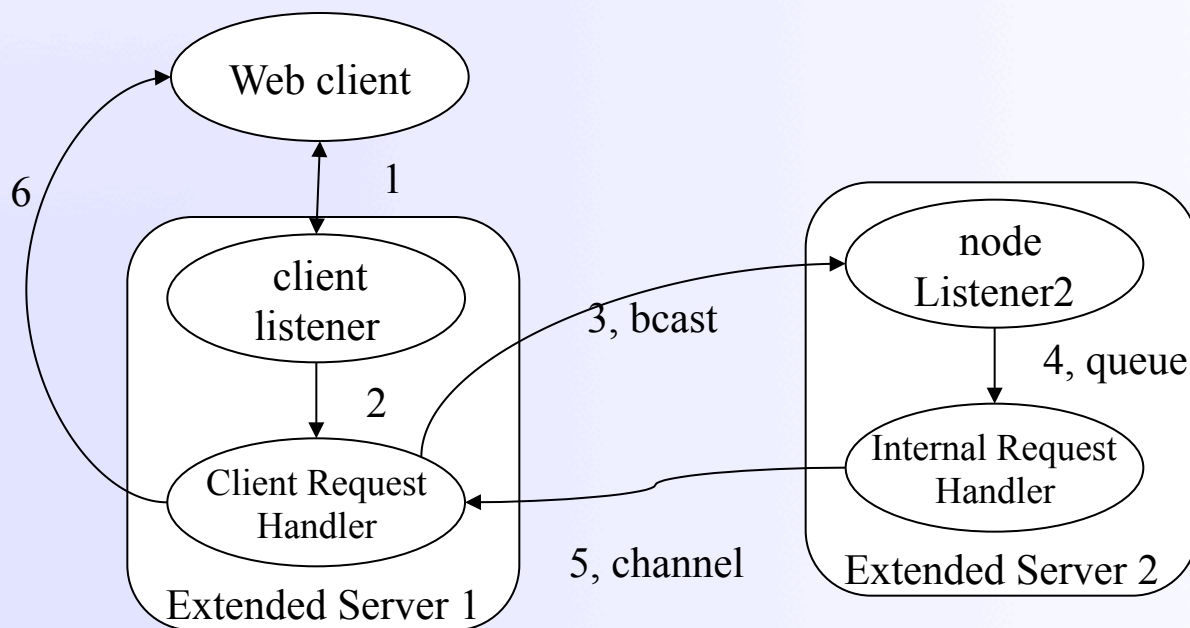 Web client
6
1
client
listener
2
Client Request
Handler
Extended Server 1
3, bcast
node
Listener2
4, queue
Internal Request
Handler
5, channel
Extended Server 2